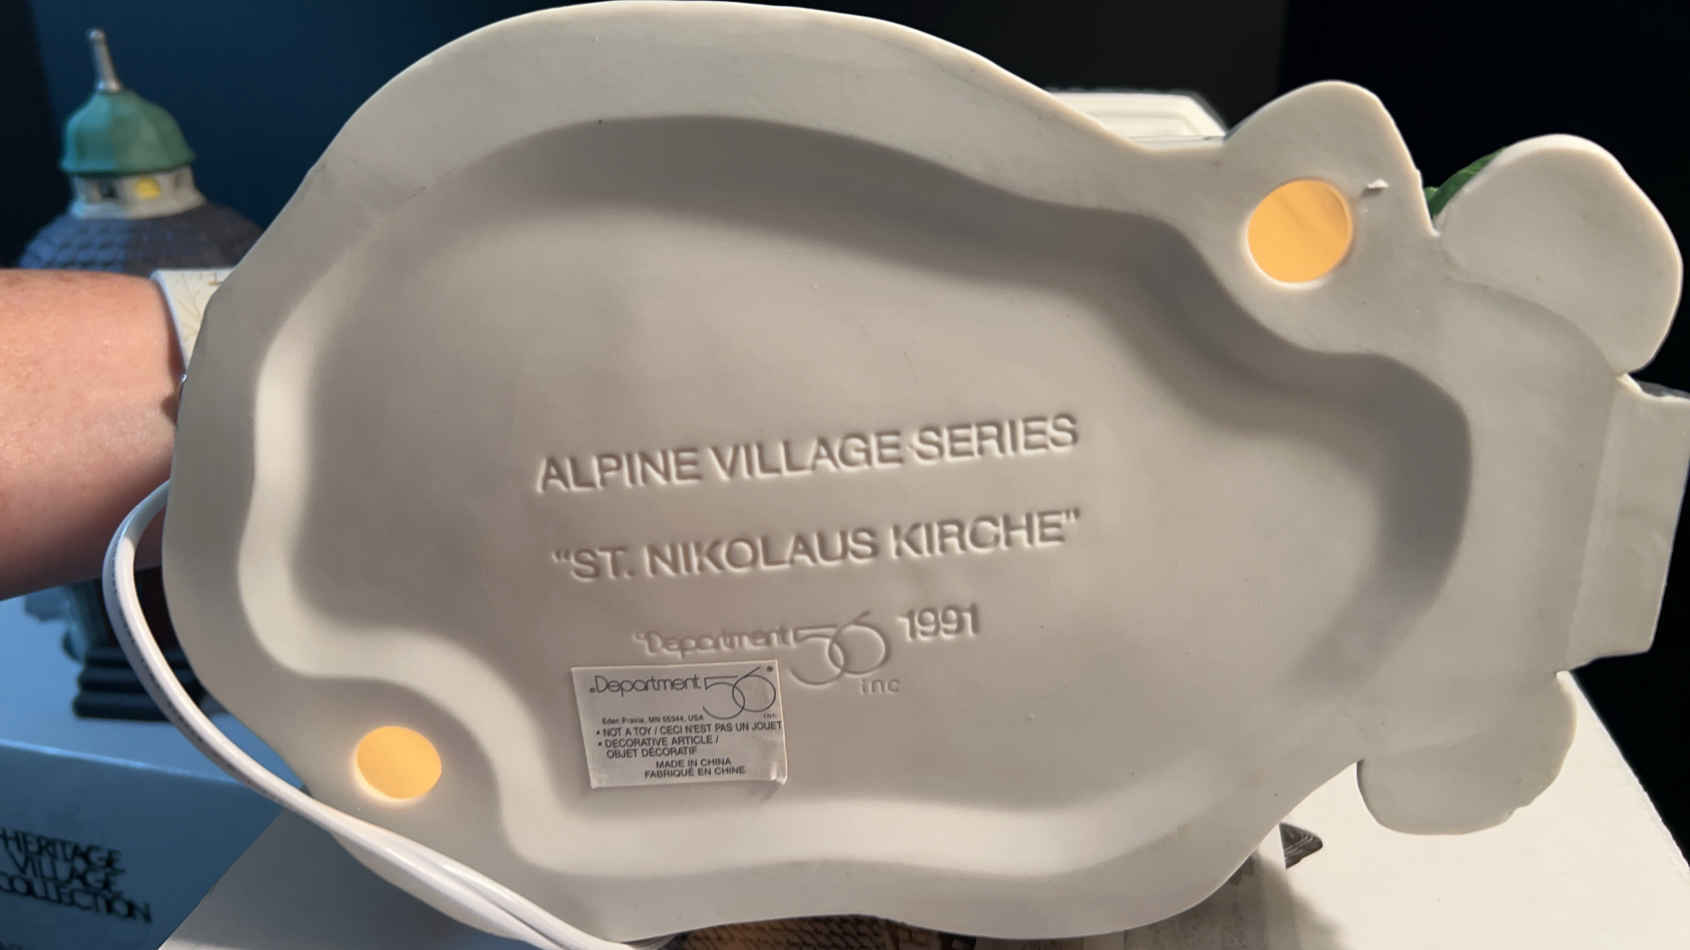 ALPINE VILLAGE SERIES
"ST. NIKOLAUS KIRCHE"
Department 56 1991
inc
Department 56
inc
Eden Prairie, MN 55344, USA
• NOT A TOY / CECI N'EST PAS UN JOUET
• DECORATIVE ARTICLE /
OBJET DÉCORATIF
MADE IN CHINA
FABRIQUÉ EN CHINE
HERITAGE
VILLAGE
COLLECTION